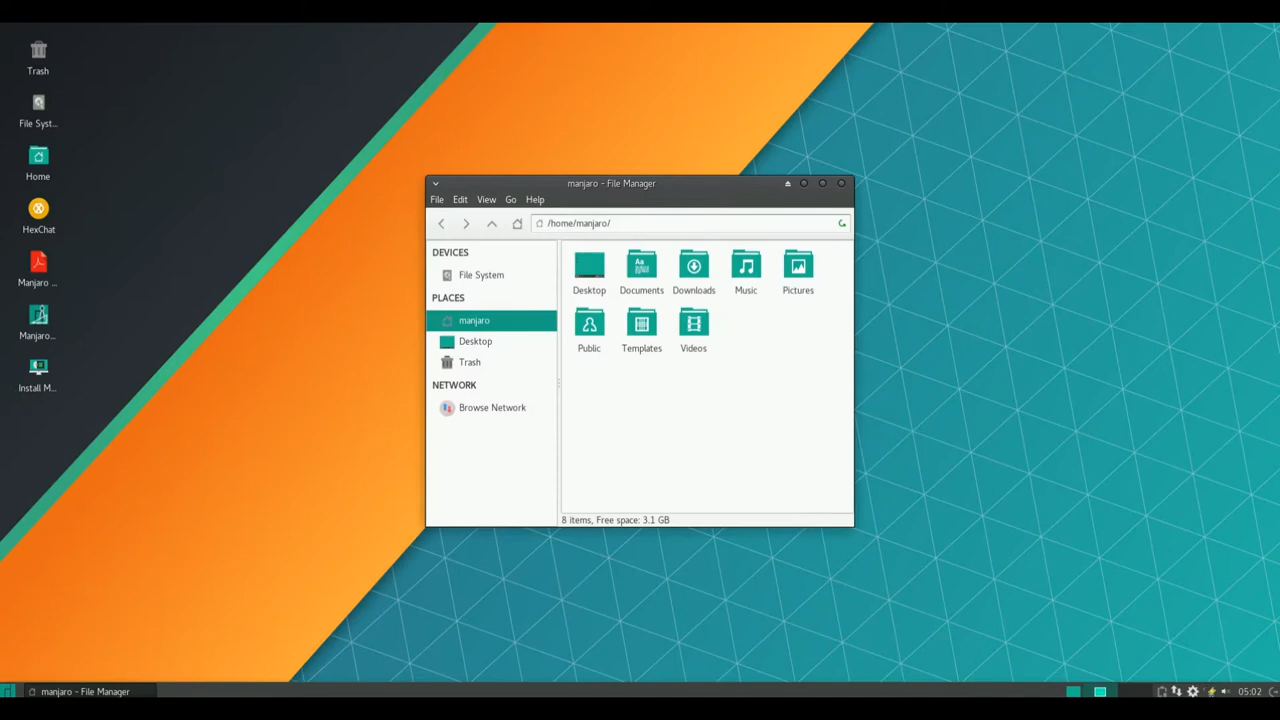 Trash
File Syst...
Home
HexChat
Manjaro ...
Manjaro...
Install M...
manjaro - File Manager
File Edit View Go Help
/home/manjaro/
DEVICES
File System
PLACES
manjaro
Desktop
Trash
NETWORK
Browse Network
Desktop Documents Downloads Music Pictures
Public Templates Videos
8 items, Free space: 3.1 GB
manjaro - File Manager
05:02